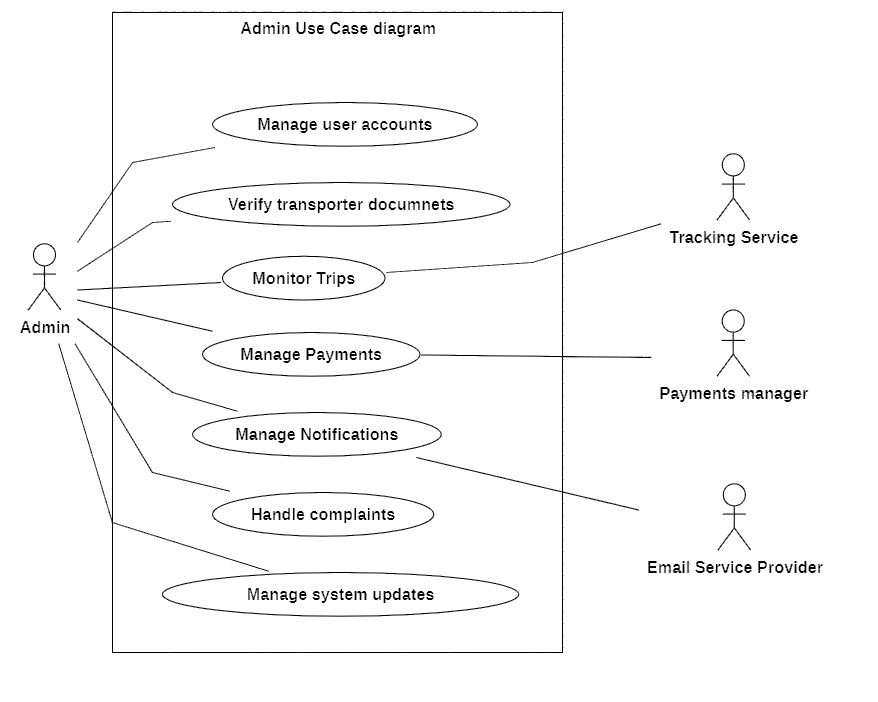 Admin Use Case diagram
Manage user accounts
Verify transporter documnets
Tracking Service
Monitor Trips
Admin
Manage Payments
Payments manager
Manage Notifications
Handle complaints
Email Service Provider
Manage system updates